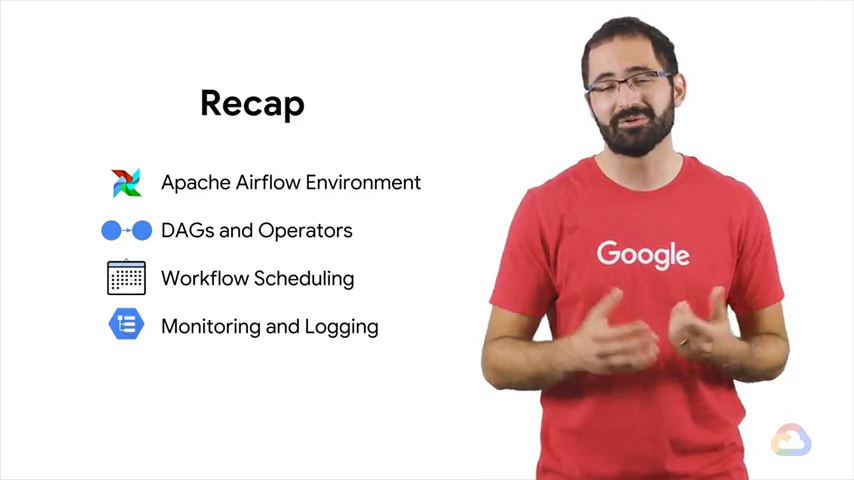 Recap
Apache Airflow Environment
DAGs and Operators
Workflow Scheduling
Monitoring and Logging
Google